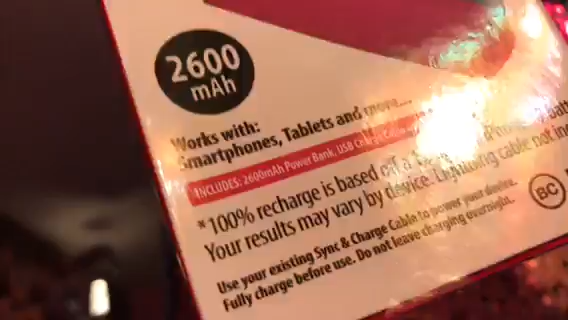 2600
mAh
Works with:
Smartphones, Tablets and more...
INCLUDES: 2600mAh Power Bank, USB Charge Cable
*100% recharge is based off a
Your results may vary by device. Lightning cable not
Use your existing Sync & Charge Cable to power your device.
Fully charge before use. Do not leave charging overnight.
BC